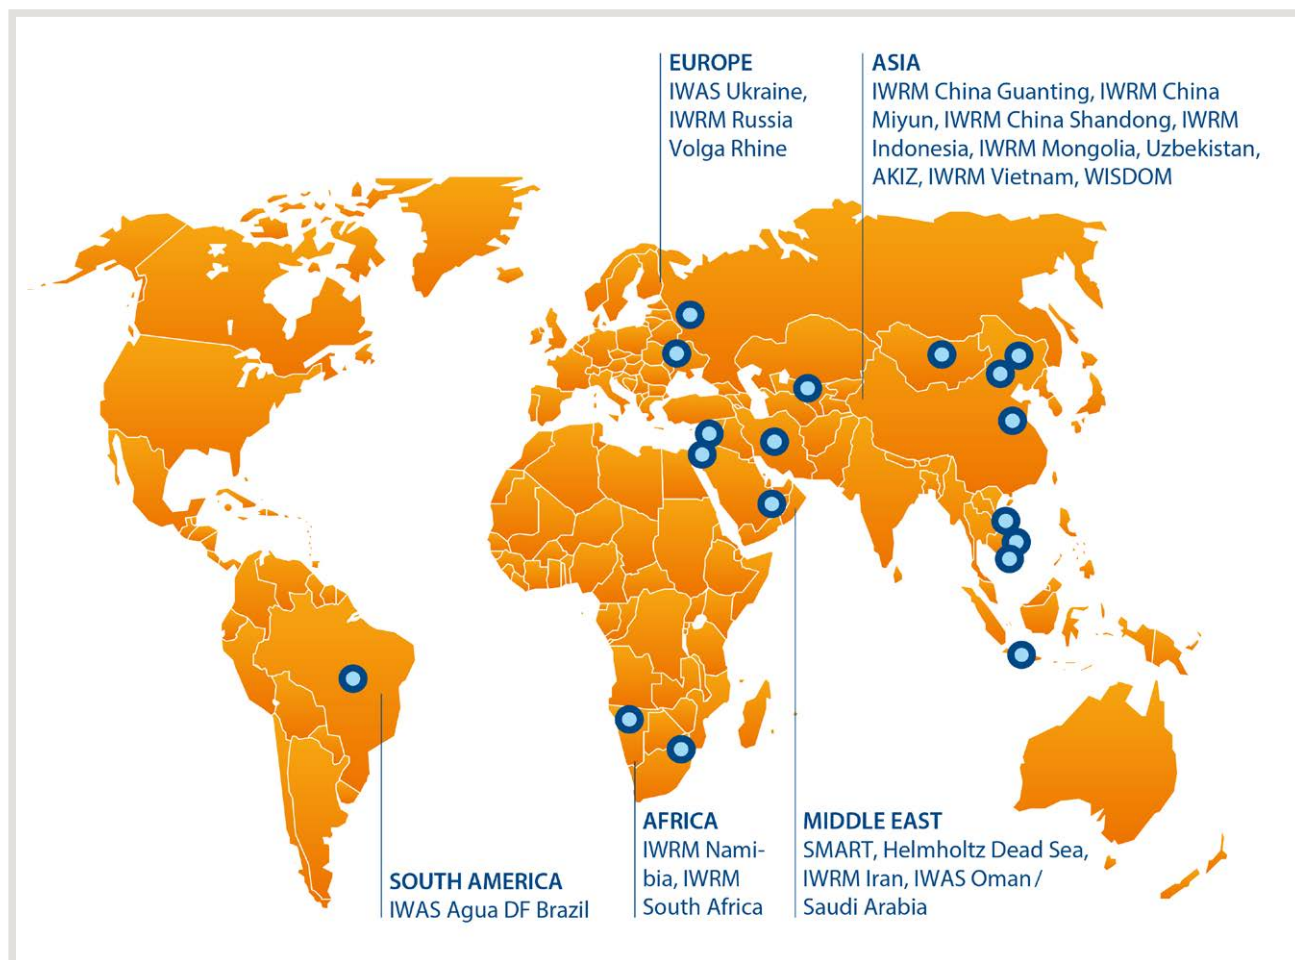 EUROPE
IWAS Ukraine,
IWRM Russia
Volga Rhine
ASIA
IWRM China Guanting, IWRM China
Miyun, IWRM China Shandong, IWRM
Indonesia, IWRM Mongolia, Uzbekistan,
AKIZ, IWRM Vietnam, WISDOM
SOUTH AMERICA
IWAS Agua DF Brazil
AFRICA
IWRM Nami-
bia, IWRM
South Africa
MIDDLE EAST
SMART, Helmholtz Dead Sea,
IWRM Iran, IWAS Oman /
Saudi Arabia